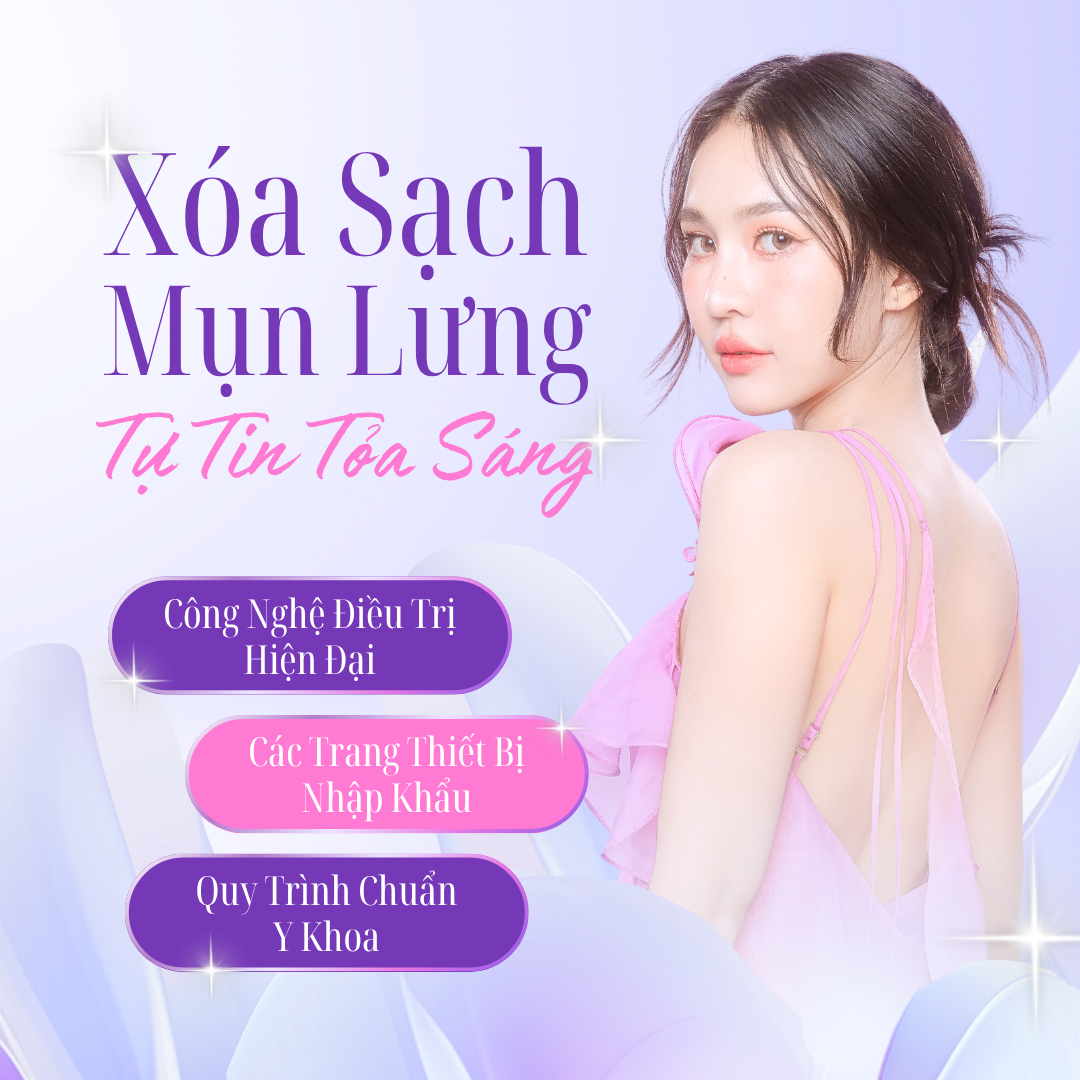 Xóa Sạch
Mụn Lưng
Tự Tin Tỏa Sáng
Công Nghệ Điều Trị
Hiện Đại
Các Trang Thiết Bị
Nhập Khẩu
Quy Trình Chuẩn
Y Khoa